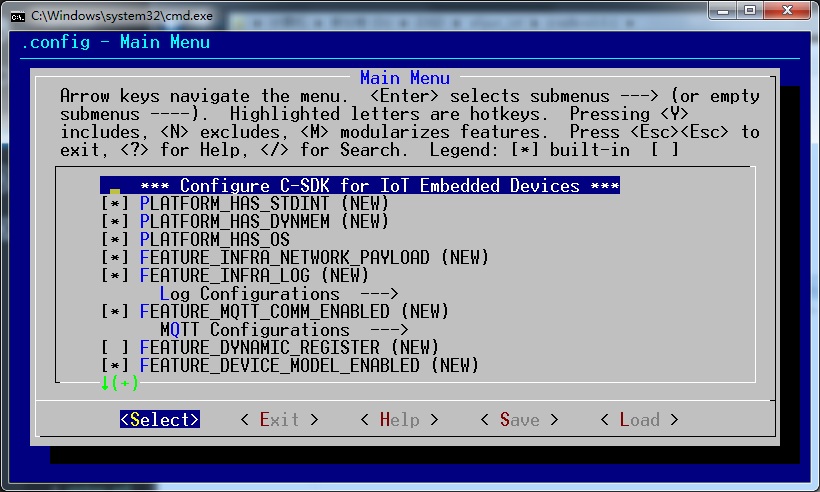 C:\Windows\system32\cmd.exe
.config - Main Menu
Main Menu
Arrow keys navigate the menu.  <Enter> selects submenus ---> (or empty
submenus ----).  Highlighted letters are hotkeys.  Pressing <Y>
includes, <N> excludes, <M> modularizes features.  Press <Esc><Esc> to
exit, <?> for Help, </> for Search.  Legend: [*] built-in  [ ]
*** Configure C-SDK for IoT Embedded Devices ***
[*] PLATFORM_HAS_STDINT (NEW)
[*] PLATFORM_HAS_DYNMEM (NEW)
[*] PLATFORM_HAS_OS
[*] FEATURE_INFRA_NETWORK_PAYLOAD (NEW)
[*] FEATURE_INFRA_LOG (NEW)
Log Configurations  --->
[*] FEATURE_MQTT_COMM_ENABLED (NEW)
MQTT Configurations  --->
[ ] FEATURE_DYNAMIC_REGISTER (NEW)
[*] FEATURE_DEVICE_MODEL_ENABLED (NEW)
↓(+)
<Select>    < Exit >    < Help >    < Save >    < Load >